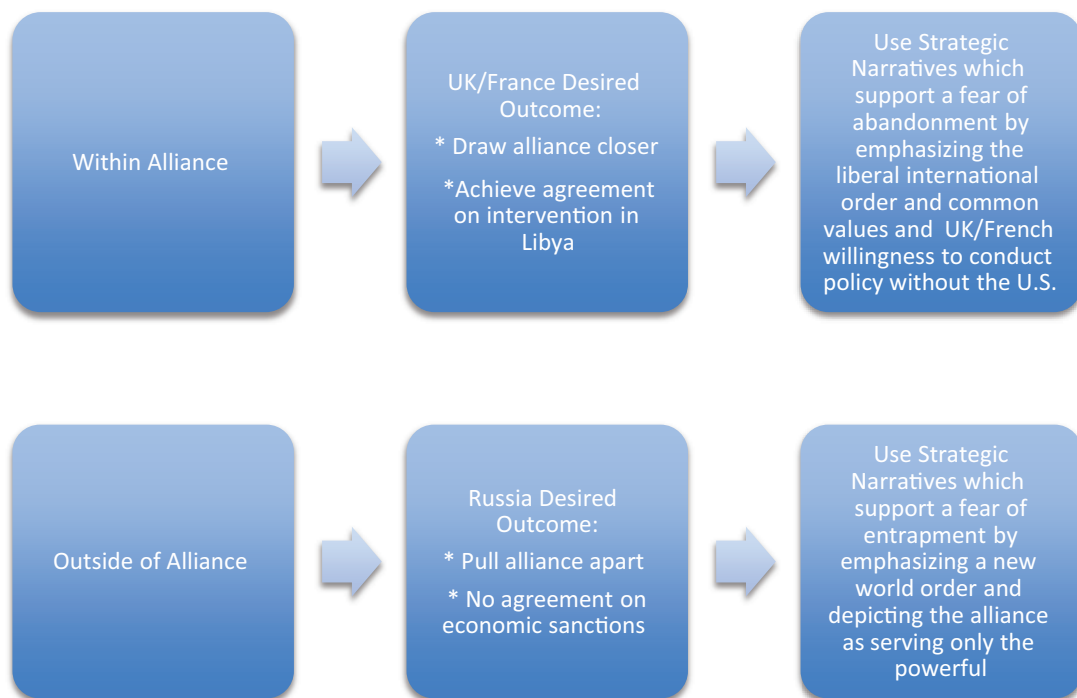 Within Alliance
UK/France Desired
Outcome:
* Draw alliance closer
*Achieve agreement
on intervention in
Libya
Use Strategic
Narratives which
support a fear of
abandonment by
emphasizing the
liberal international
order and common
values and UK/French
willingness to conduct
policy without the U.S.
Outside of Alliance
Russia Desired
Outcome:
* Pull alliance apart
* No agreement on
economic sanctions
Use Strategic
Narratives which
support a fear of
entrapment by
emphasizing a new
world order and
depicting the alliance
as serving only the
powerful